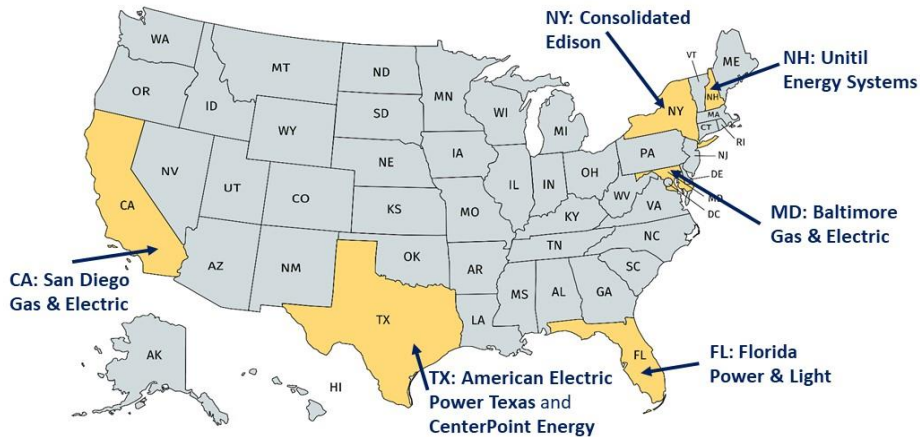 NY: Consolidated
Edison
WA
VT
ME
NH: Unitil
Energy Systems
MT
ND
MN
OR
ID
WI
NY
NH
SD
MI
MA
WY
CT
RI
IA
PA
NJ
NE
NV
OH
DE
IL
IN
UT
MD
WV
CO
CA
VA
DC
KS
MO
KY
MD: Baltimore
Gas & Electric
NC
TN
OK
AZ
NM
AR
SC
CA: San Diego
Gas & Electric
MS
AL
GA
TX
LA
AK
FL
FL: Florida
Power & Light
HI
TX: American Electric
Power Texas and
CenterPoint Energy